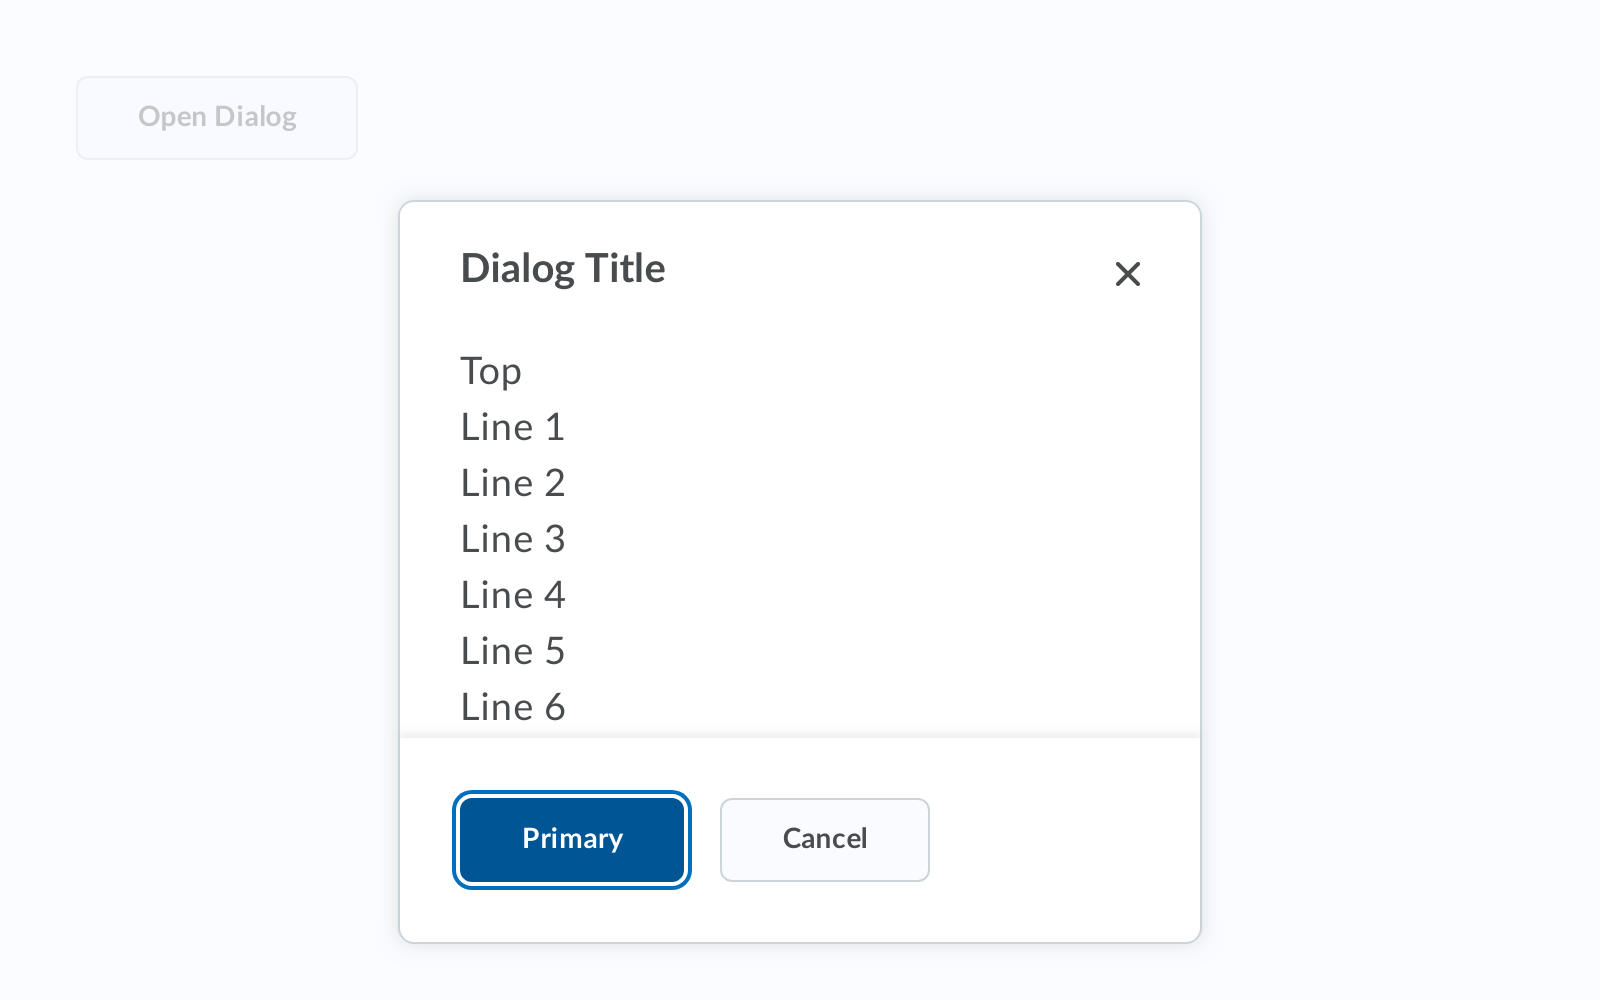 Open Dialog
Dialog Title
Top
Line 1
Line 2
Line 3
Line 4
Line 5
Line 6
Primary
Cancel